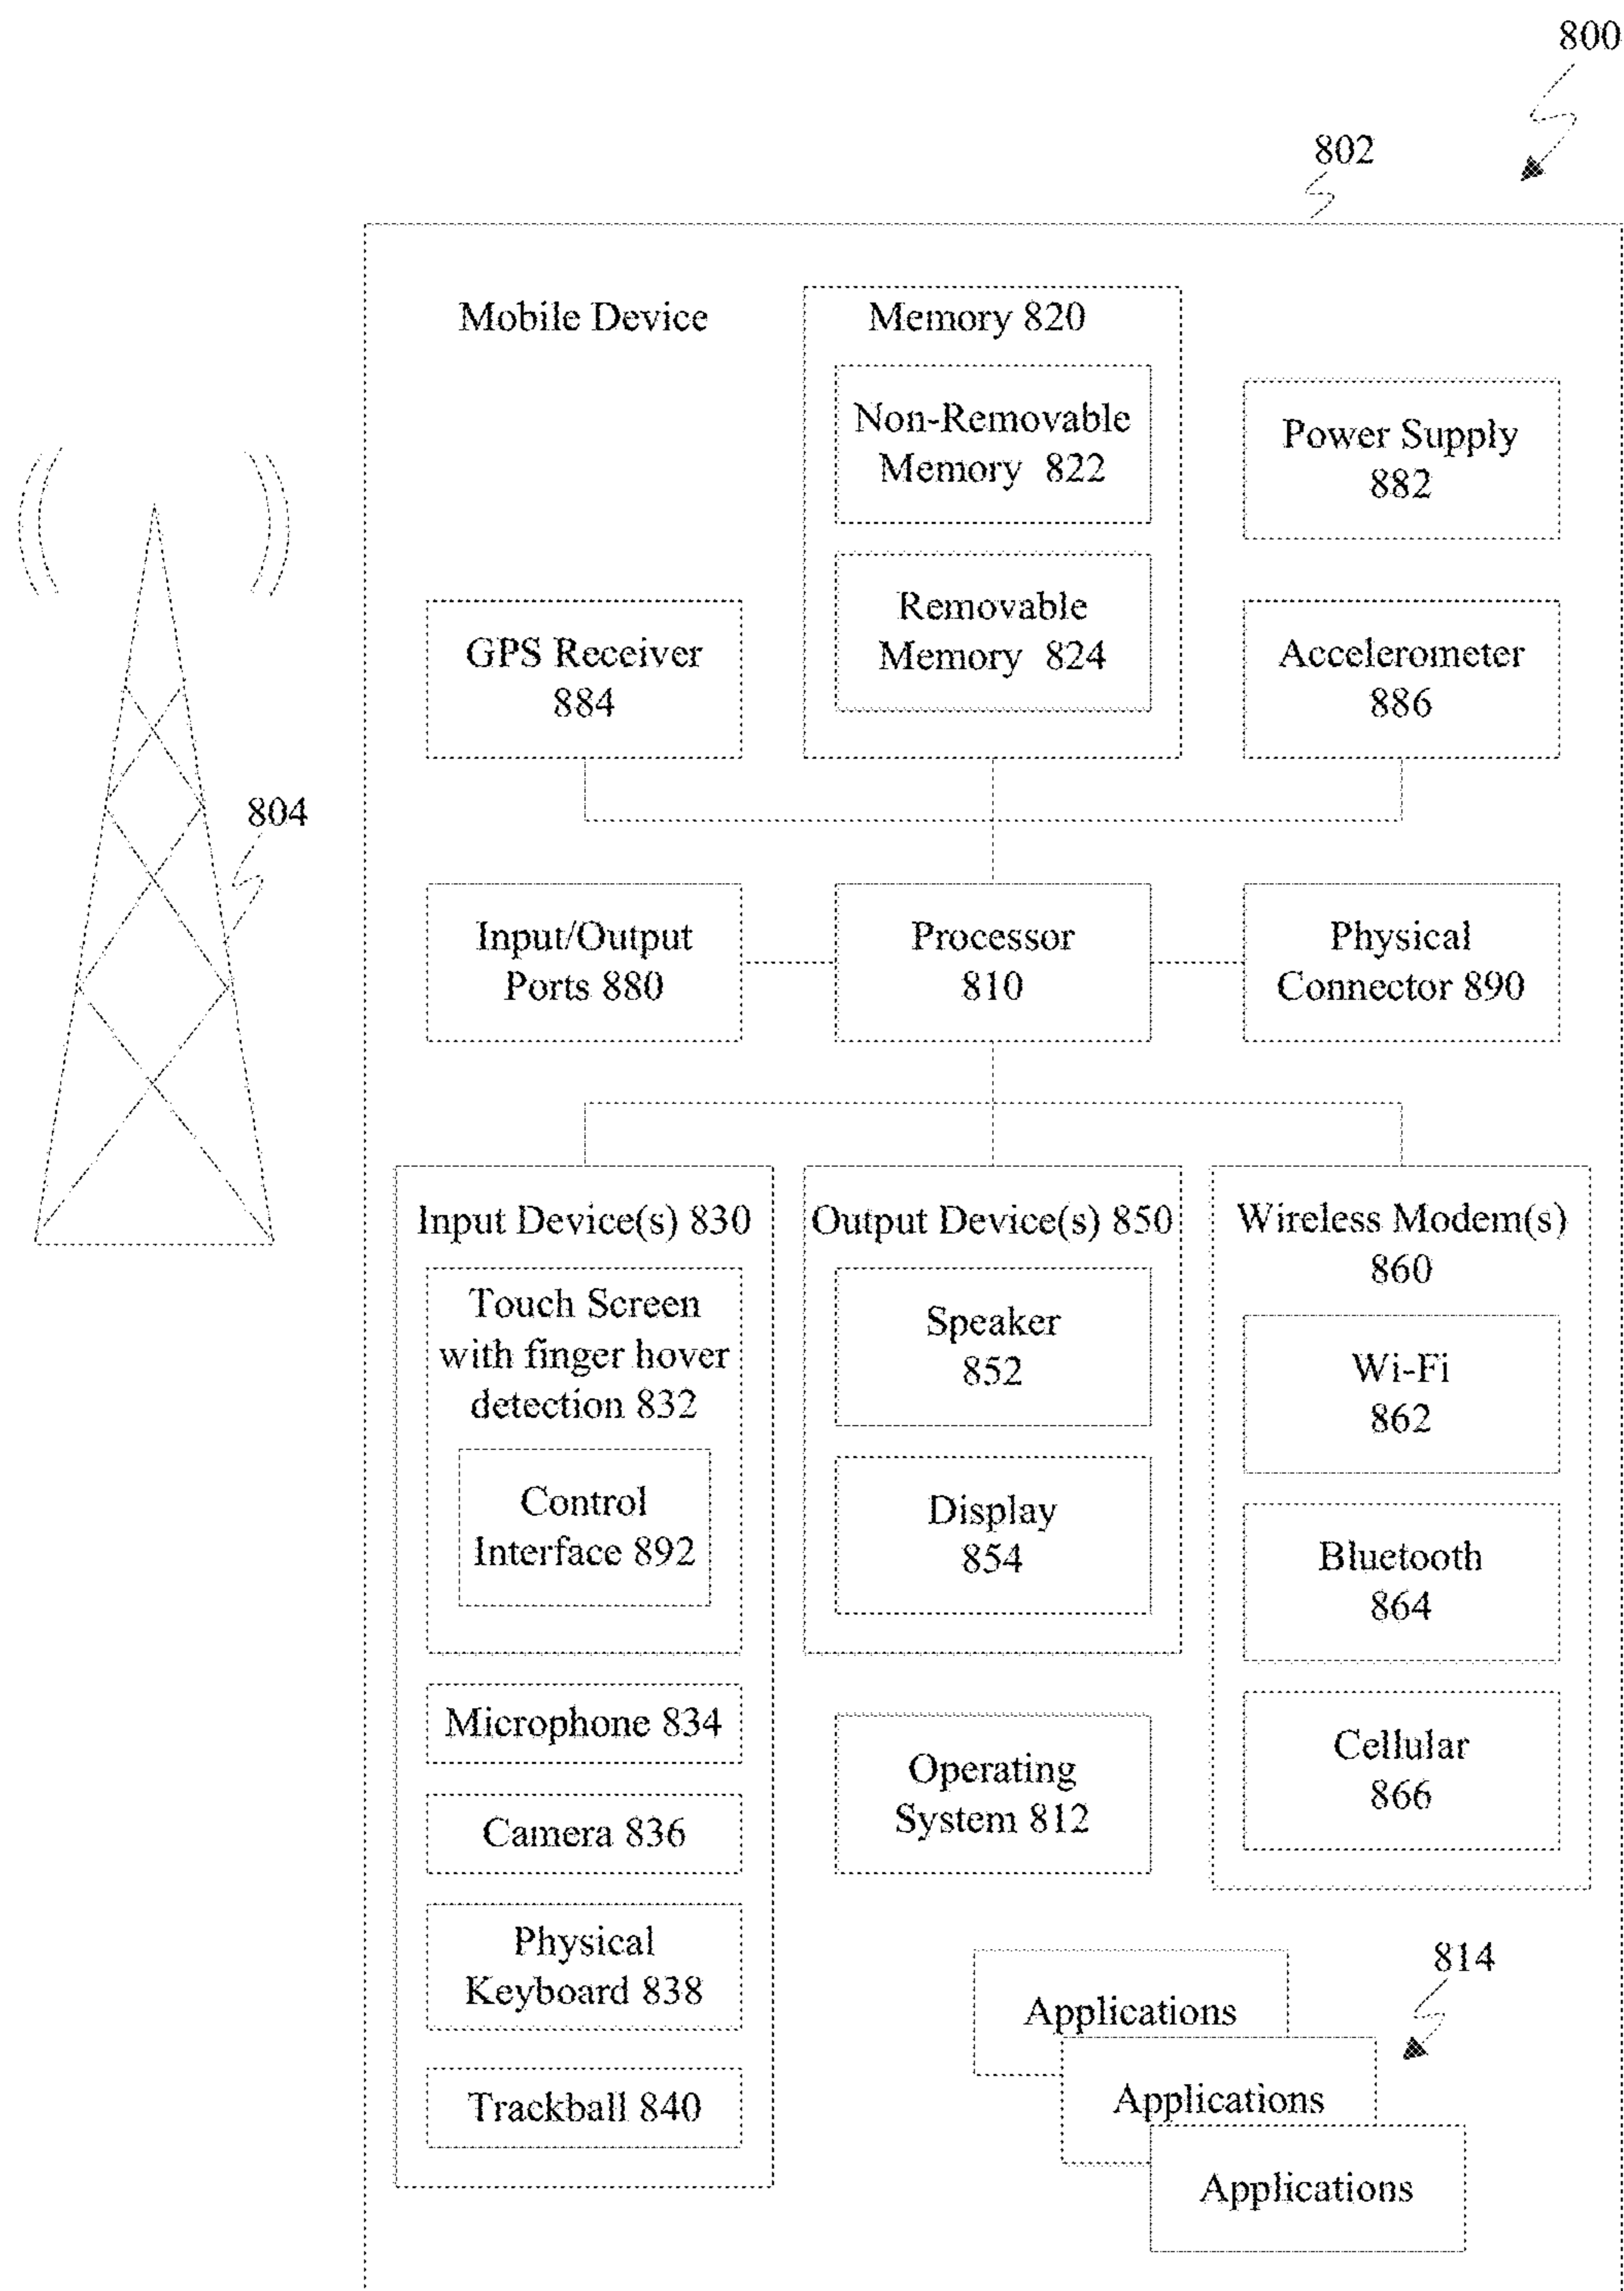 800
802
Mobile Device
Memory 820
Non-Removable
Memory 822
Removable
Memory 824
Power Supply
882
GPS Receiver
884
Accelerometer
886
804
Input/Output
Ports 880
Processor
810
Physical
Connector 890
Input Device(s) 830
Touch Screen
with finger hover
detection 832
Control
Interface 892
Microphone 834
Camera 836
Physical
Keyboard 838
Trackball 840
Output Device(s) 850
Speaker
852
Display
854
Operating
System 812
Wireless Modem(s)
860
Wi-Fi
862
Bluetooth
864
Cellular
866
814
Applications
Applications
Applications